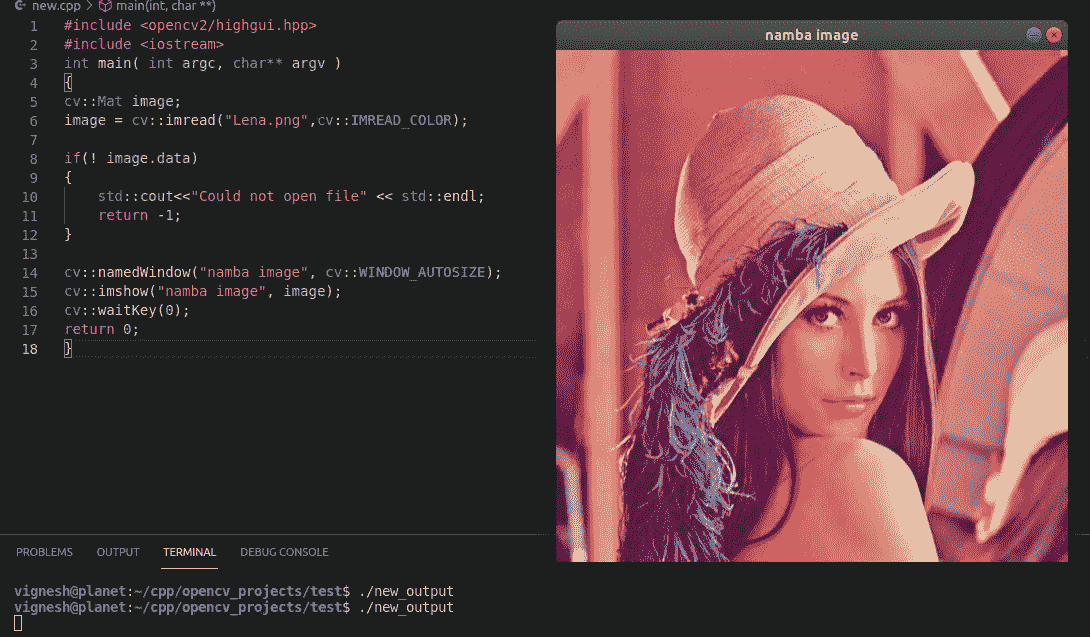 new.cpp > main(int, char **)
1 #include <opencv2/highgui.hpp>
2 #include <iostream>
3 int main( int argc, char** argv )
4 {
5 cv::Mat image;
6 image = cv::imread("Lena.png",cv::IMREAD_COLOR);
7
8 if(! image.data)
9 {
10 std::cout<<"Could not open file" << std::endl;
11 return -1;
12 }
13
14 cv::namedWindow("namba image", cv::WINDOW_AUTOSIZE);
15 cv::imshow("namba image", image);
16 cv::waitKey(0);
17 return 0;
18 }
namba image
PROBLEMS OUTPUT TERMINAL DEBUG CONSOLE
vignesh@planet:~/cpp/opencv_projects/test$ ./new_output
vignesh@planet:~/cpp/opencv_projects/test$ ./new_output